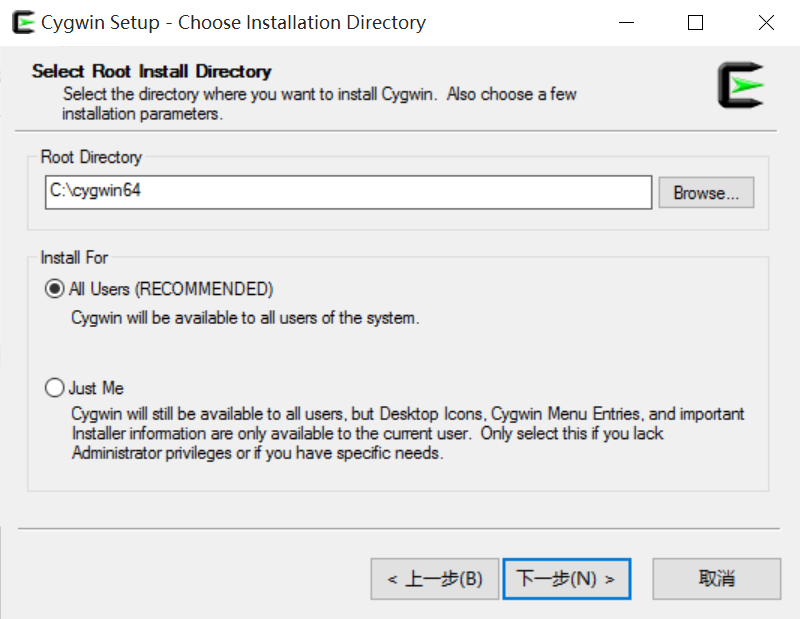 Cygwin Setup - Choose Installation Directory
Select Root Install Directory
Select the directory where you want to install Cygwin. Also choose a few
installation parameters.
Root Directory
C:\cygwin64
Browse...
Install For
All Users (RECOMMENDED)
Cygwin will be available to all users of the system.
Just Me
Cygwin will still be available to all users, but Desktop Icons, Cygwin Menu Entries, and important
Installer information are only available to the current user. Only select this if you lack
Administrator privileges or if you have specific needs.
< 上一步(B)
下一步(N) >
取消